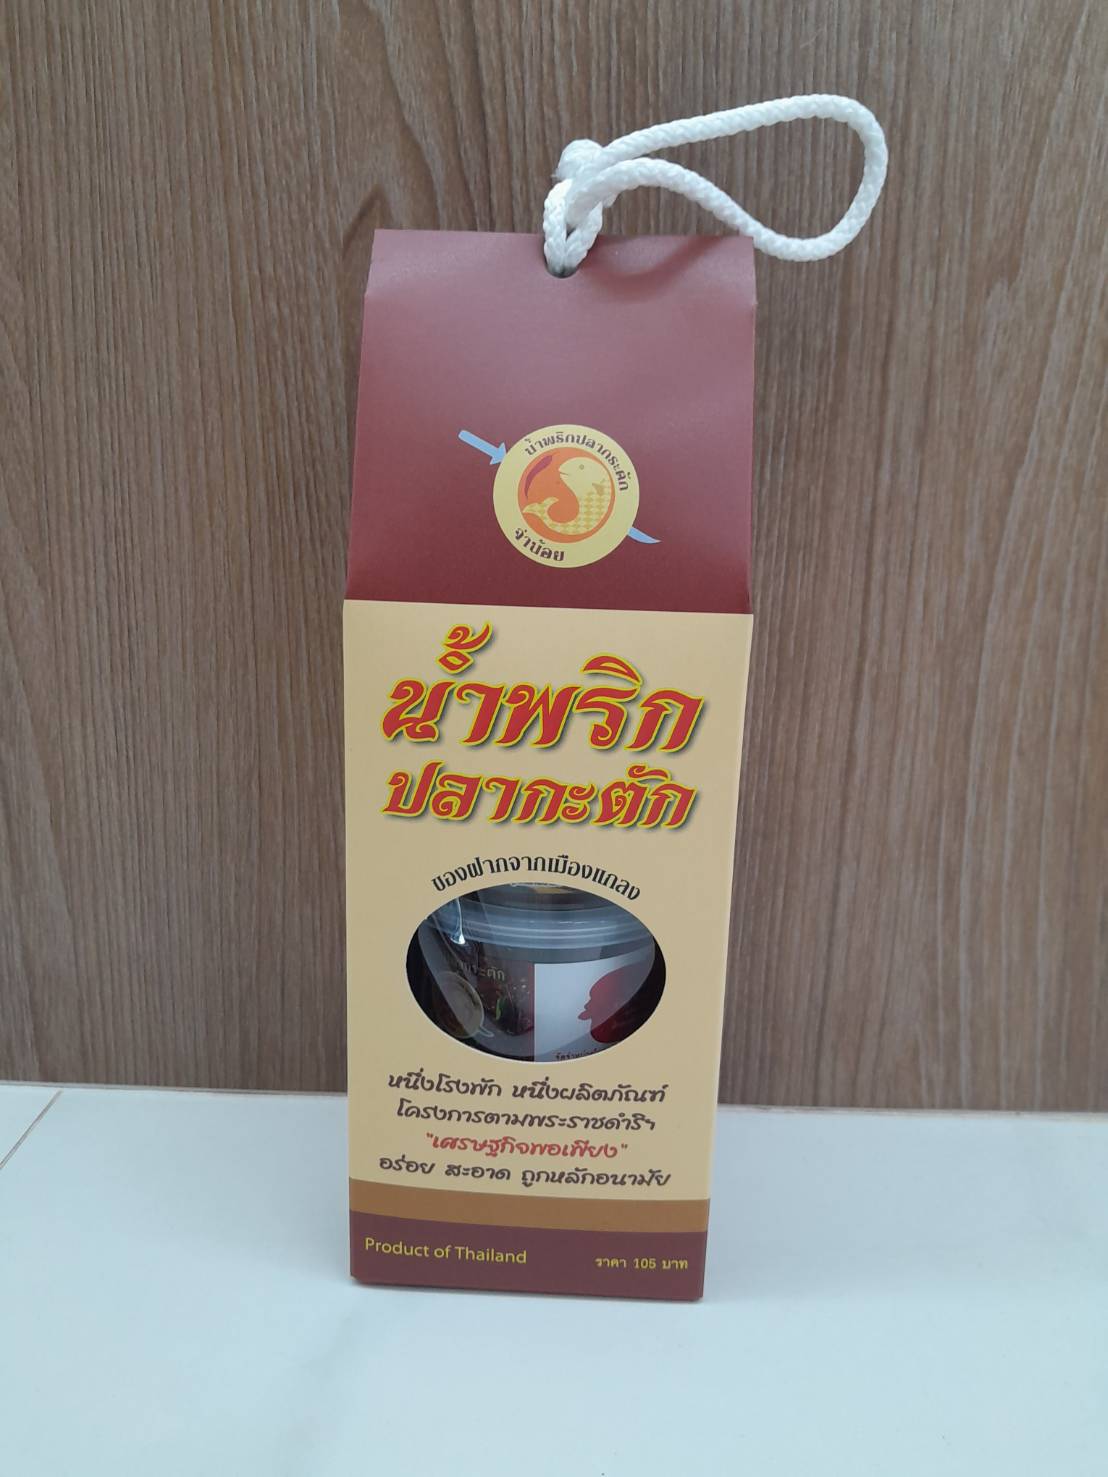 น้ำพริกปลากระตัก
จ่าน้อย
น้ำพริก
ปลากะตัก
ของฝากจากเมืองแกลง
หนึ่งโรงพัก หนึ่งผลิตภัณฑ์
โครงการตามพระราชดำริฯ
"เศรษฐกิจพอเพียง"
อร่อย สะอาด ถูกหลักอนามัย
Product of Thailand
ราคา 105 บาท